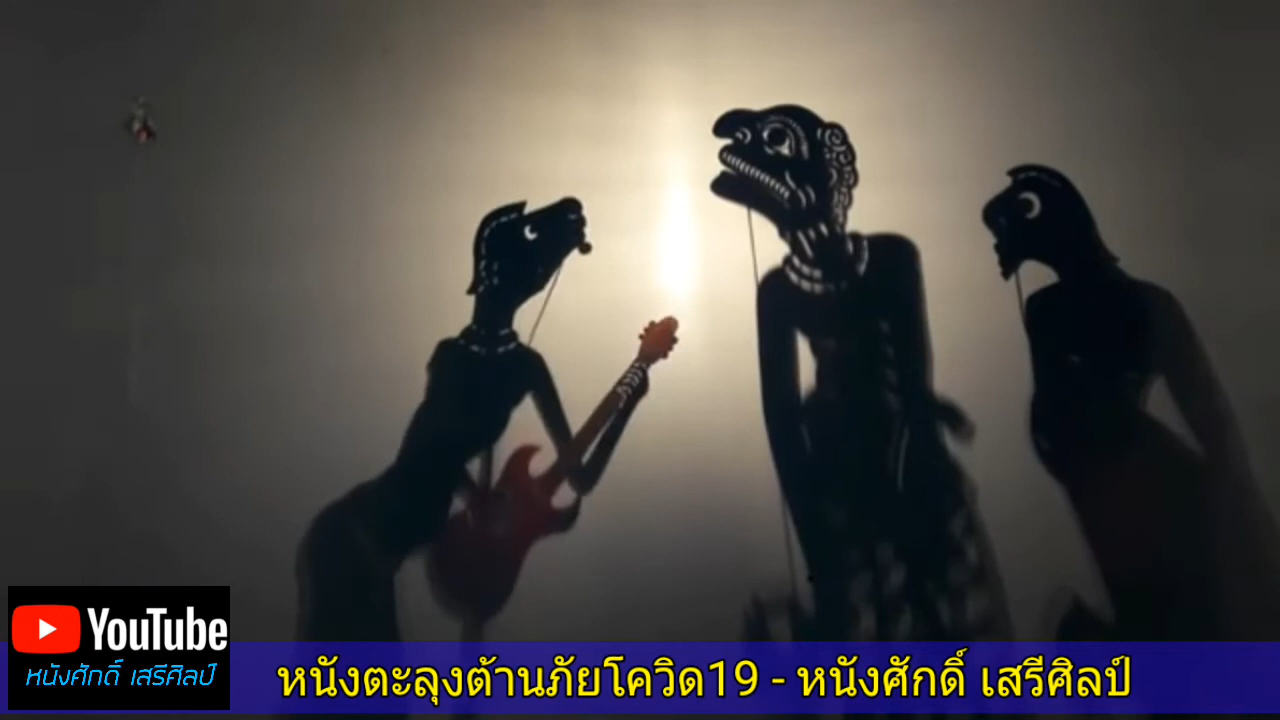 YouTube
หนังศักดิ์ เสรีศิลป์
หนังตะลุงต้านภัยโควิด19 - หนังศักดิ์ เสรีศิลป์